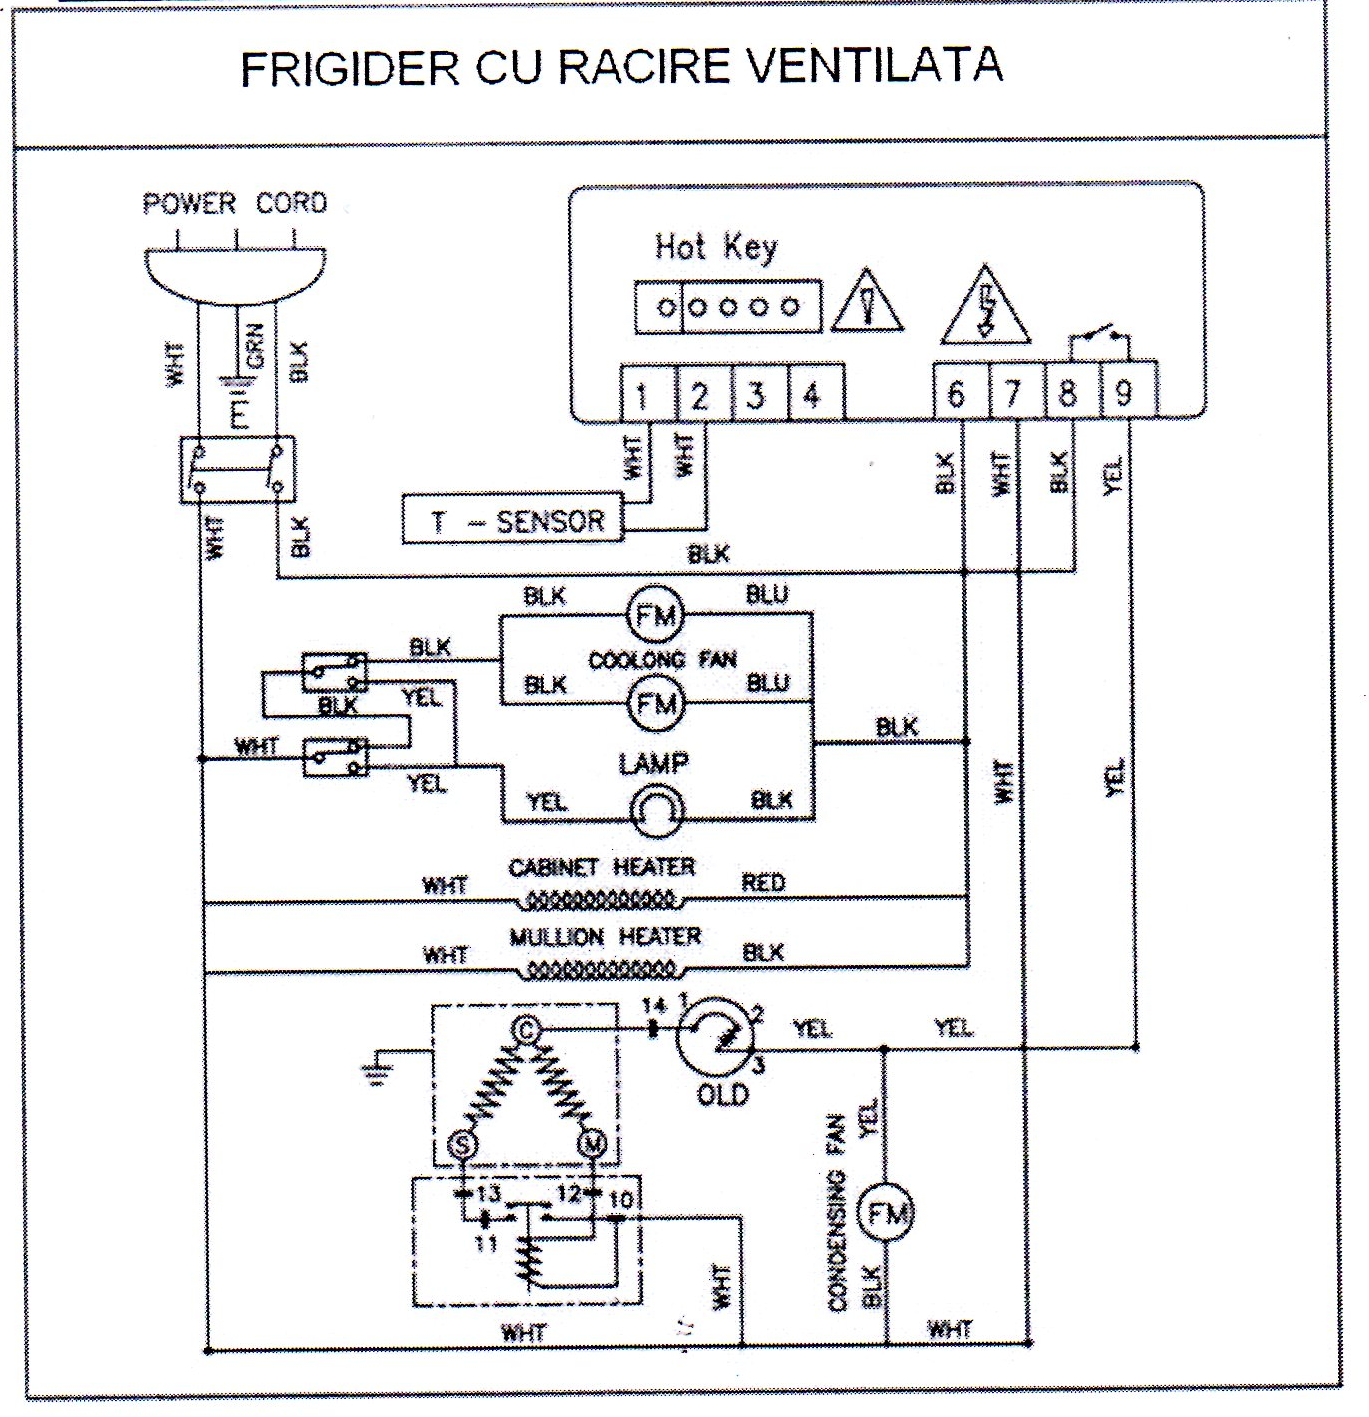 FRIGIDER CU RACIRE VENTILATA
POWER CORD
Hot Key
WHT
GRN
BLK
E
1 2 3 4
6 7 8 9
WHT
WHT
BLK
WHT
BLK
YEL
T - SENSOR
WHT
BLK
BLK
BLK
FM
BLU
COOLONG FAN
BLK
YEL
BLK
FM
BLU
BLK
WHT
BLK
YEL
LAMP
YEL
BLK
WHT
YEL
CABINET HEATER
WHT
RED
MULLION HEATER
WHT
BLK
C
14
1
2
3
OLD
YEL
YEL
S
M
13
12
10
11
YEL
CONDENSING FAN
FM
BLK
WHT
WHT
WHT